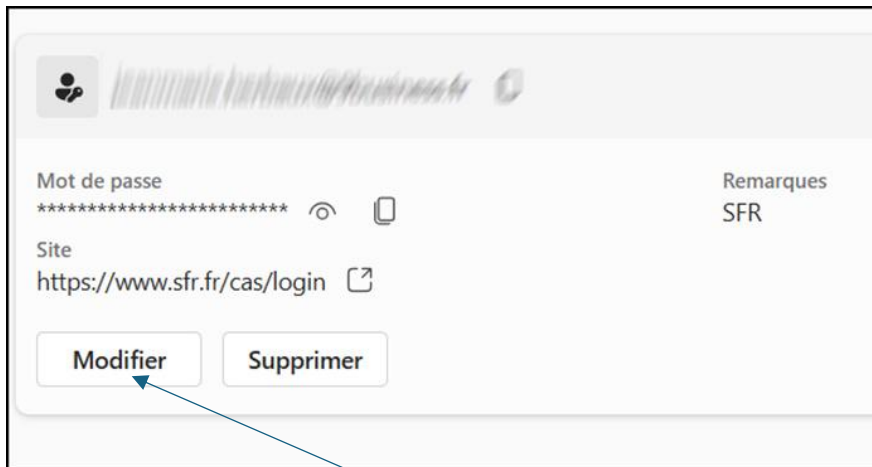 Mot de passe
Remarques
************************
SFR
Site
https://www.sfr.fr/cas/login
Modifier
Supprimer